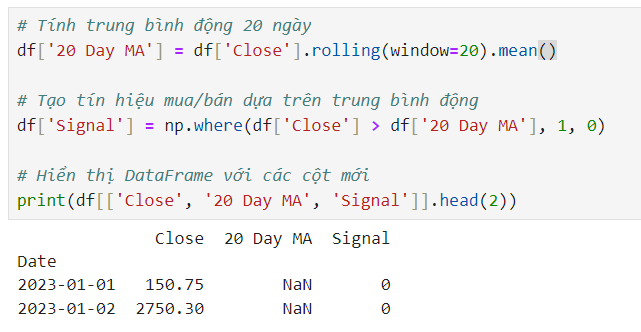 # Tính trung bình động 20 ngày
df['20 Day MA'] = df['Close'].rolling(window=20).mean()
# Tạo tín hiệu mua/bán dựa trên trung bình động
df['Signal'] = np.where(df['Close'] > df['20 Day MA'], 1, 0)
# Hiển thị DataFrame với các cột mới
print(df[['Close', '20 Day MA', 'Signal']].head(2))
Close 20 Day MA Signal
Date
2023-01-01 150.75 NaN 0
2023-01-02 2750.30 NaN 0